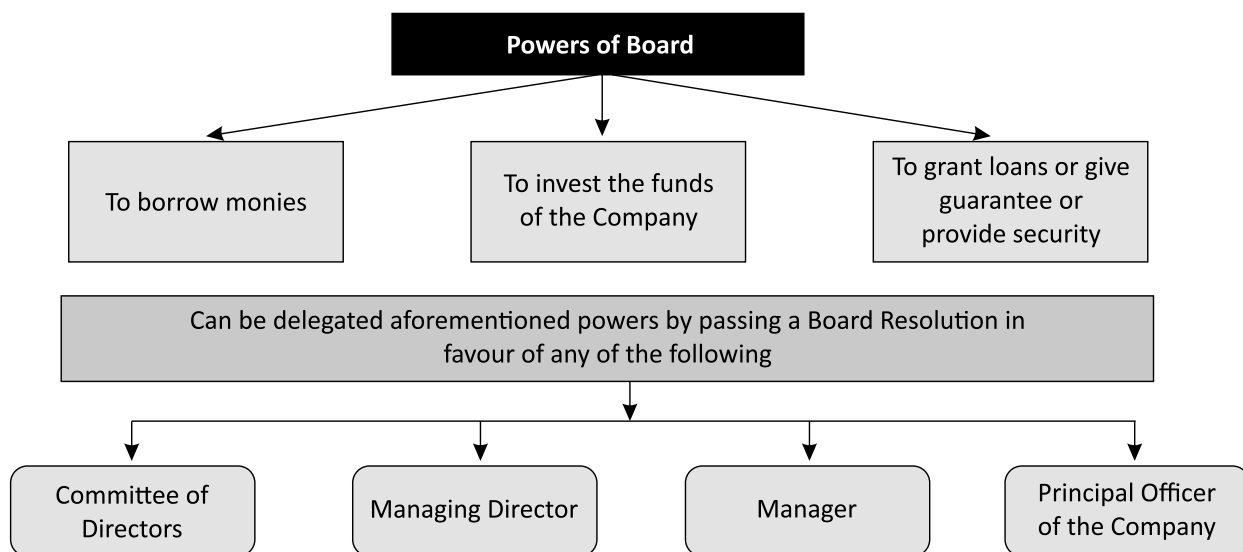 Powers of Board
To borrow monies
To invest the funds
of the Company
To grant loans or give
guarantee or
provide security
Can be delegated aforementioned powers by passing a Board Resolution in
favour of any of the following
Committee of
Directors
Managing Director
Manager
Principal Officer
of the Company